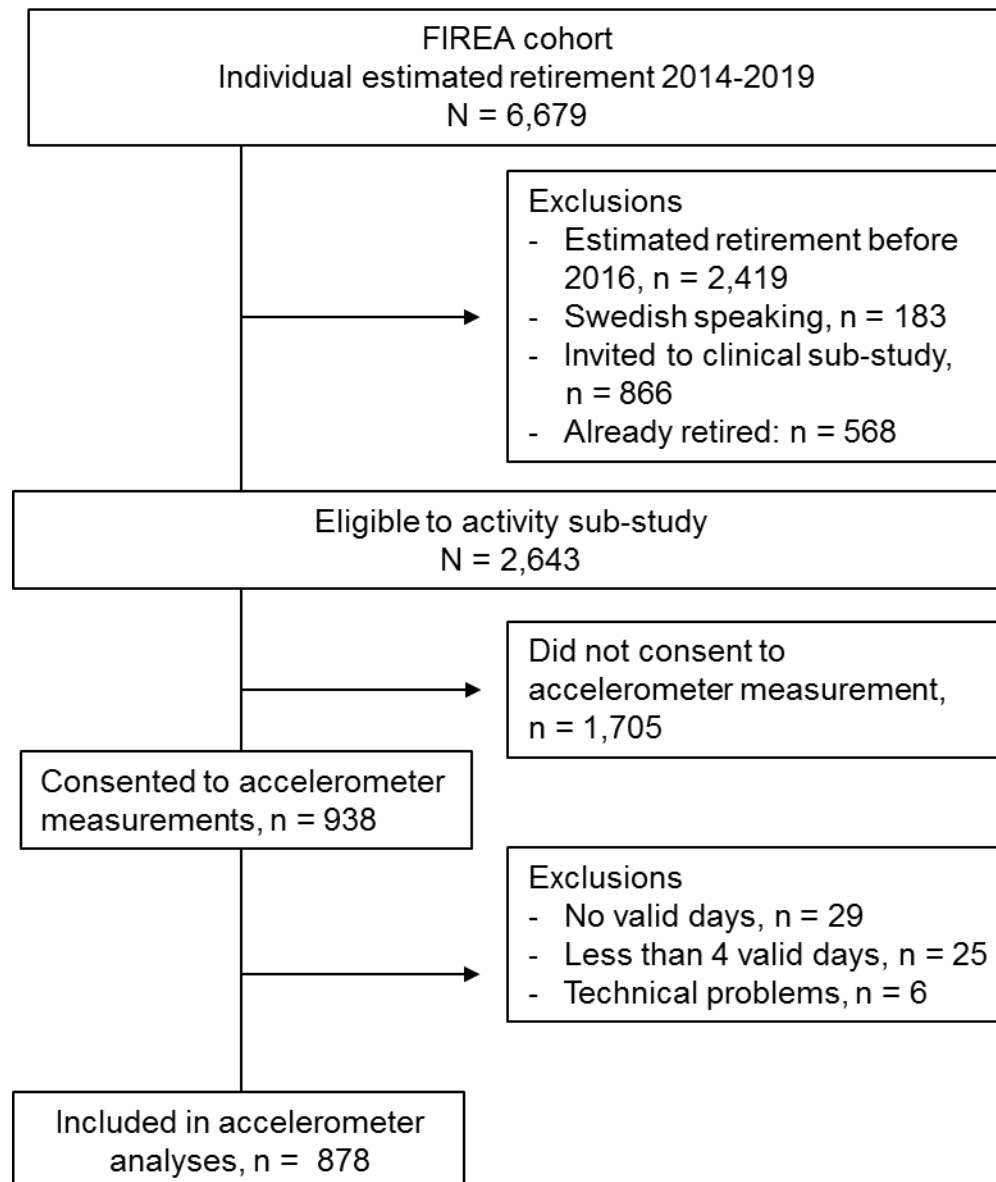 FIREA cohort
Individual estimated retirement 2014-2019
N = 6,679
Exclusions
- Estimated retirement before
2016, n = 2,419
- Swedish speaking, n = 183
- Invited to clinical sub-study,
n = 866
- Already retired: n = 568
Eligible to activity sub-study
N = 2,643
Did not consent to
accelerometer measurement,
n = 1,705
Consented to accelerometer
measurements, n = 938
Exclusions
- No valid days, n = 29
- Less than 4 valid days, n = 25
- Technical problems, n = 6
Included in accelerometer
analyses, n = 878